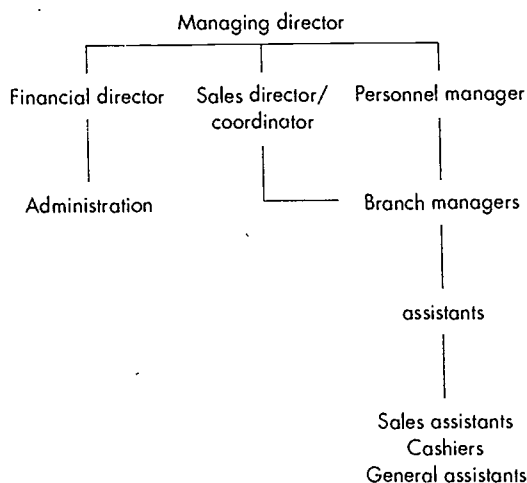 Managing director
Financial director
Sales director/
coordinator
Personnel manager
Administration
Branch managers
assistants
Sales assistants
Cashiers
General assistants